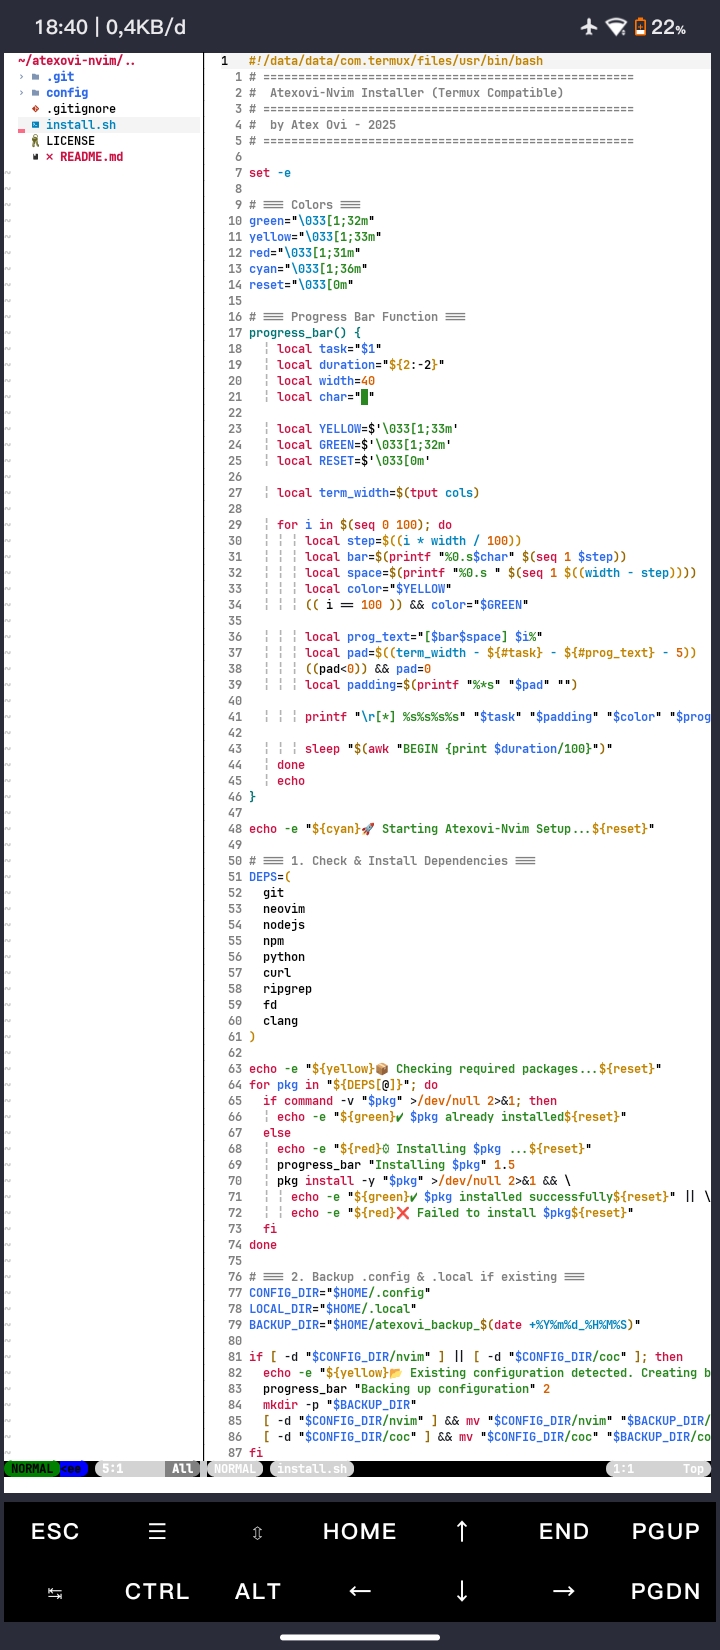 18:40 | 0,4KB/d
22%
~/atexovi-nvim/..
.git
config
.gitignore
install.sh
LICENSE
× README.md
1 #!/data/data/com.termux/files/usr/bin/bash
1 # ====================================================
2 #  Atexovi-Nvim Installer (Termux Compatible)
3 # ====================================================
4 #  by Atex Ovi - 2025
5 # ====================================================
6
7 set -e
8
9 # === Colors ===
10 green="\033[1;32m"
11 yellow="\033[1;33m"
12 red="\033[1;31m"
13 cyan="\033[1;36m"
14 reset="\033[0m"
15
16 # === Progress Bar Function ===
17 progress_bar() {
18     local task="$1"
19     local duration="${2:-2}"
20     local width=40
21     local char="█"
22
23     local YELLOW=$'\033[1;33m'
24     local GREEN=$'\033[1;32m'
25     local RESET=$'\033[0m'
26
27     local term_width=$(tput cols)
28
29     for i in $(seq 0 100); do
30         local step=$((i * width / 100))
31         local bar=$(printf "%0.s$char" $(seq 1 $step))
32         local space=$(printf "%0.s " $(seq 1 $((width - step))))
33         local color="$YELLOW"
34         (( i == 100 )) && color="$GREEN"
35
36         local prog_text="[$bar$space] $i%"
37         local pad=$((term_width - ${#task} - ${#prog_text} - 5))
38         ((pad<0)) && pad=0
39         local padding=$(printf "%*s" "$pad" "")
40
41         printf "\r[*] %s%s%s%s" "$task" "$padding" "$color" "$prog
42
43         sleep "$(awk "BEGIN {print $duration/100}")"
44     done
45     echo
46 }
47
48 echo -e "${cyan}🚀 Starting Atexovi-Nvim Setup...${reset}"
49
50 # === 1. Check & Install Dependencies ===
51 DEPS=(
52   git
53   neovim
54   nodejs
55   npm
56   python
57   curl
58   ripgrep
59   fd
60   clang
61 )
62
63 echo -e "${yellow}📦 Checking required packages...${reset}"
64 for pkg in "${DEPS[@]}"; do
65   if command -v "$pkg" >/dev/null 2>&1; then
66     echo -e "${green}✔ $pkg already installed${reset}"
67   else
68     echo -e "${red}⚙ Installing $pkg ...${reset}"
69     progress_bar "Installing $pkg" 1.5
70     pkg install -y "$pkg" >/dev/null 2>&1 && \
71       echo -e "${green}✔ $pkg installed successfully${reset}" || \
72       echo -e "${red}❌ Failed to install $pkg${reset}"
73   fi
74 done
75
76 # === 2. Backup .config & .local if existing ===
77 CONFIG_DIR="$HOME/.config"
78 LOCAL_DIR="$HOME/.local"
79 BACKUP_DIR="$HOME/atexovi_backup_$(date +%Y%m%d_%H%M%S)"
80
81 if [ -d "$CONFIG_DIR/nvim" ] || [ -d "$CONFIG_DIR/coc" ]; then
82   echo -e "${yellow}📂 Existing configuration detected. Creating b
83   progress_bar "Backing up configuration" 2
84   mkdir -p "$BACKUP_DIR"
85   [ -d "$CONFIG_DIR/nvim" ] && mv "$CONFIG_DIR/nvim" "$BACKUP_DIR/
86   [ -d "$CONFIG_DIR/coc" ] && mv "$CONFIG_DIR/coc" "$BACKUP_DIR/co
87 fi
NORMAL 5:1 All NORMAL install.sh 1:1 Top
ESC ☰ ⇳ HOME ↑ END PGUP
↹ CTRL ALT ← ↓ → PGDN